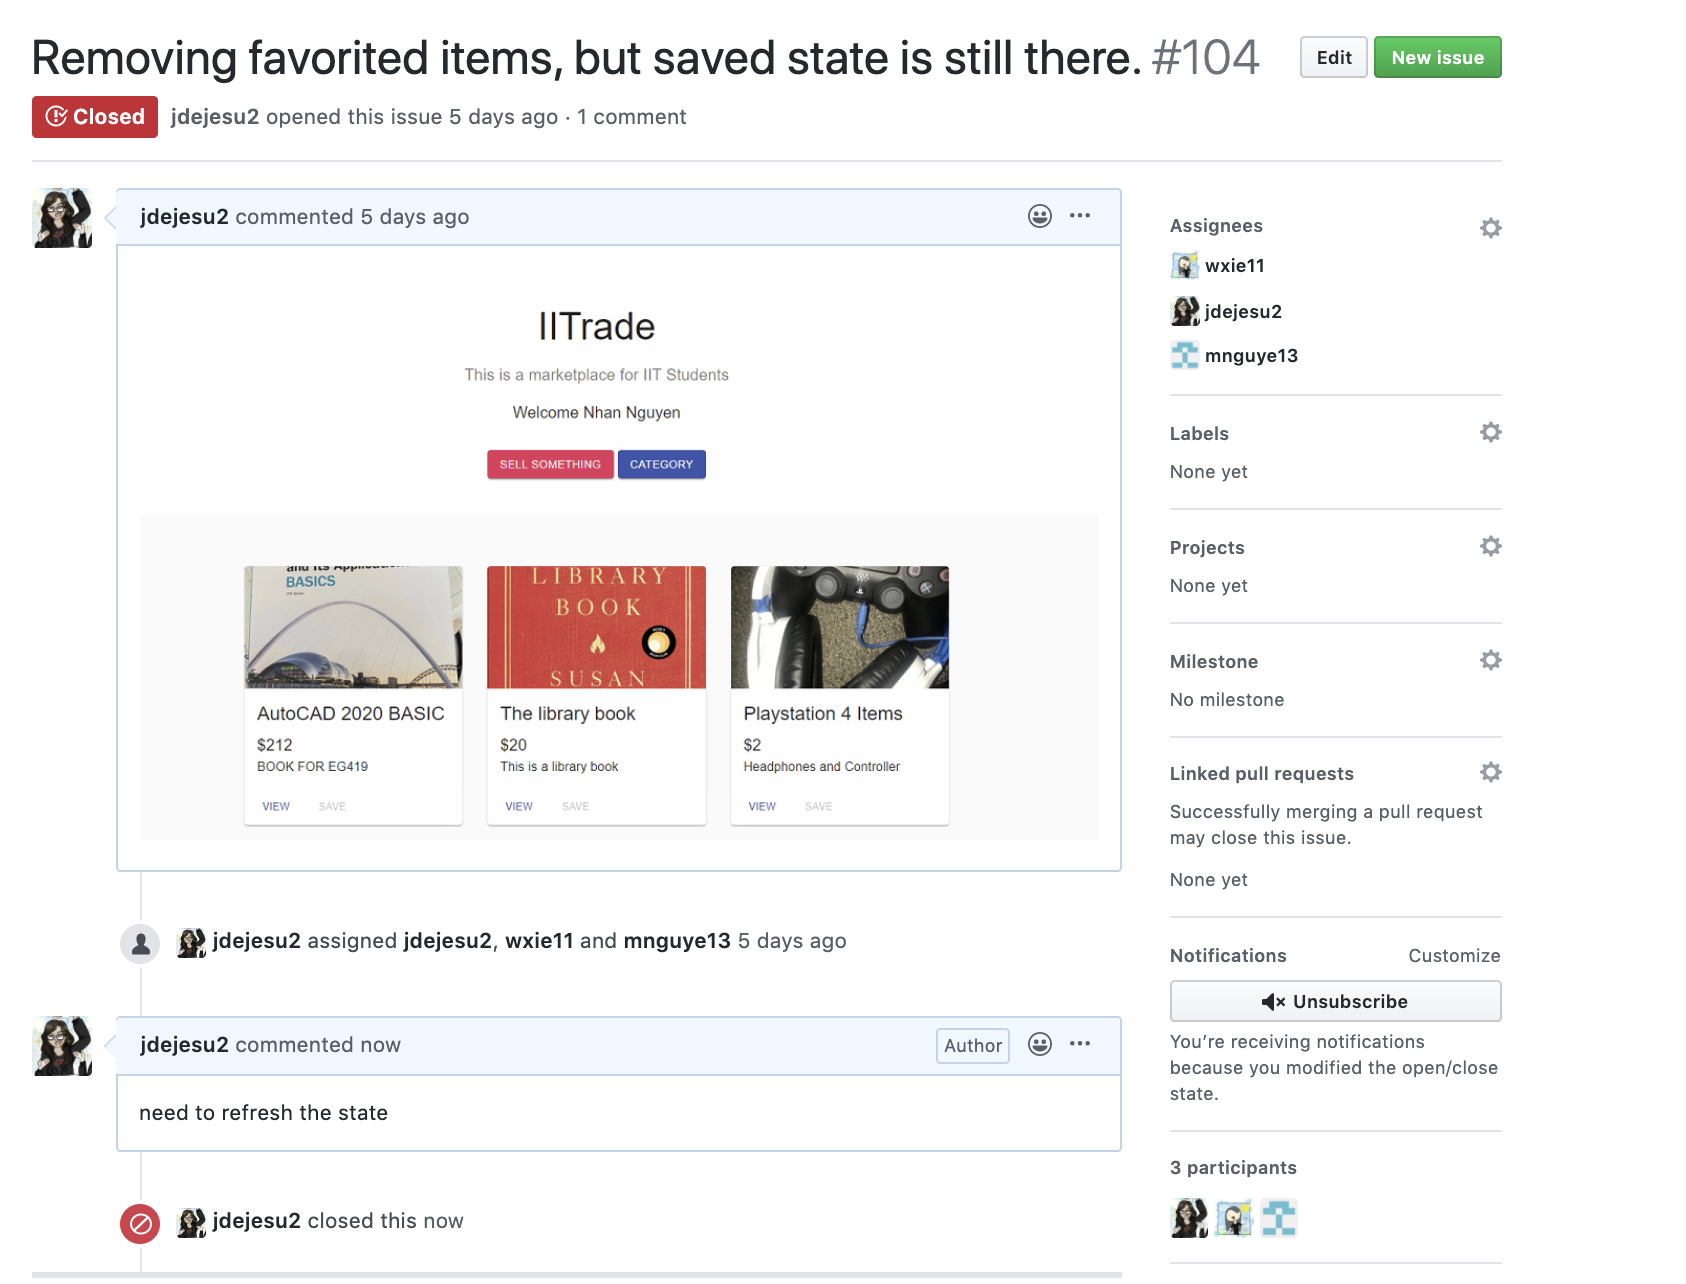 Removing favorited items, but saved state is still there. #104
Edit
New issue
Closed
jdejesu2 opened this issue 5 days ago · 1 comment
jdejesu2 commented 5 days ago
IITrade
This is a marketplace for IIT Students
Welcome Nhan Nguyen
SELL SOMETHING
CATEGORY
and Its Application
BASICS
LIBRARY
BOOK
SUSAN
AutoCAD 2020 BASIC
$212
BOOK FOR EG419
VIEW SAVE
The library book
$20
This is a library book
VIEW SAVE
Playstation 4 Items
$2
Headphones and Controller
VIEW SAVE
jdejesu2 assigned jdejesu2, wxie11 and mnguye13 5 days ago
jdejesu2 commented now
Author
need to refresh the state
jdejesu2 closed this now
Assignees
wxie11
jdejesu2
mnguye13
Labels
None yet
Projects
None yet
Milestone
No milestone
Linked pull requests
Successfully merging a pull request
may close this issue.
None yet
Notifications
Customize
Unsubscribe
You’re receiving notifications
because you modified the open/close
state.
3 participants